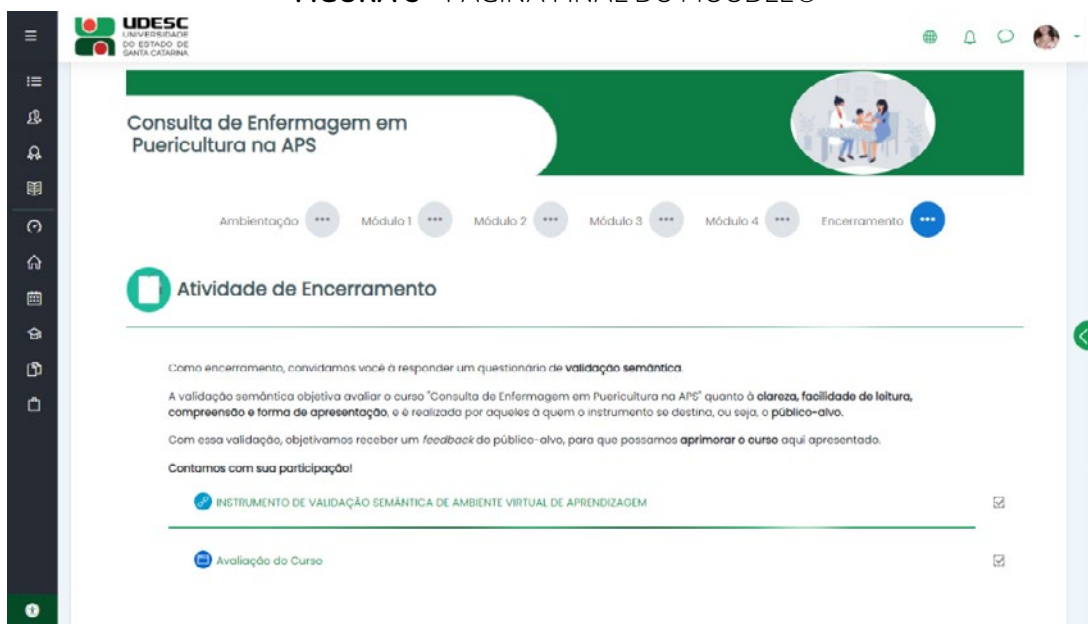 UDESC
UNIVERSIDADE
DO ESTADO DE
SANTA CATARINA
Consulta de Enfermagem em
Puericultura na APS
Ambientação Módulo 1 Módulo 2 Módulo 3 Módulo 4 Encerramento
Atividade de Encerramento
Como encerramento, convidamos você à responder um questionário de validação semântica.
A validação semântica objetiva avaliar o curso "Consulta de Enfermagem em Puericultura na APS" quanto à clareza, facilidade de leitura,
compreensão e forma de apresentação, e é realizada por aqueles à quem o instrumento se destina, ou seja, o público-alvo.
Com essa validação, objetivamos receber um feedback do público-alvo, para que possamos aprimorar o curso aqui apresentado.
Contamos com sua participação!
INSTRUMENTO DE VALIDAÇÃO SEMÂNTICA DE AMBIENTE VIRTUAL DE APRENDIZAGEM
Avaliação do Curso